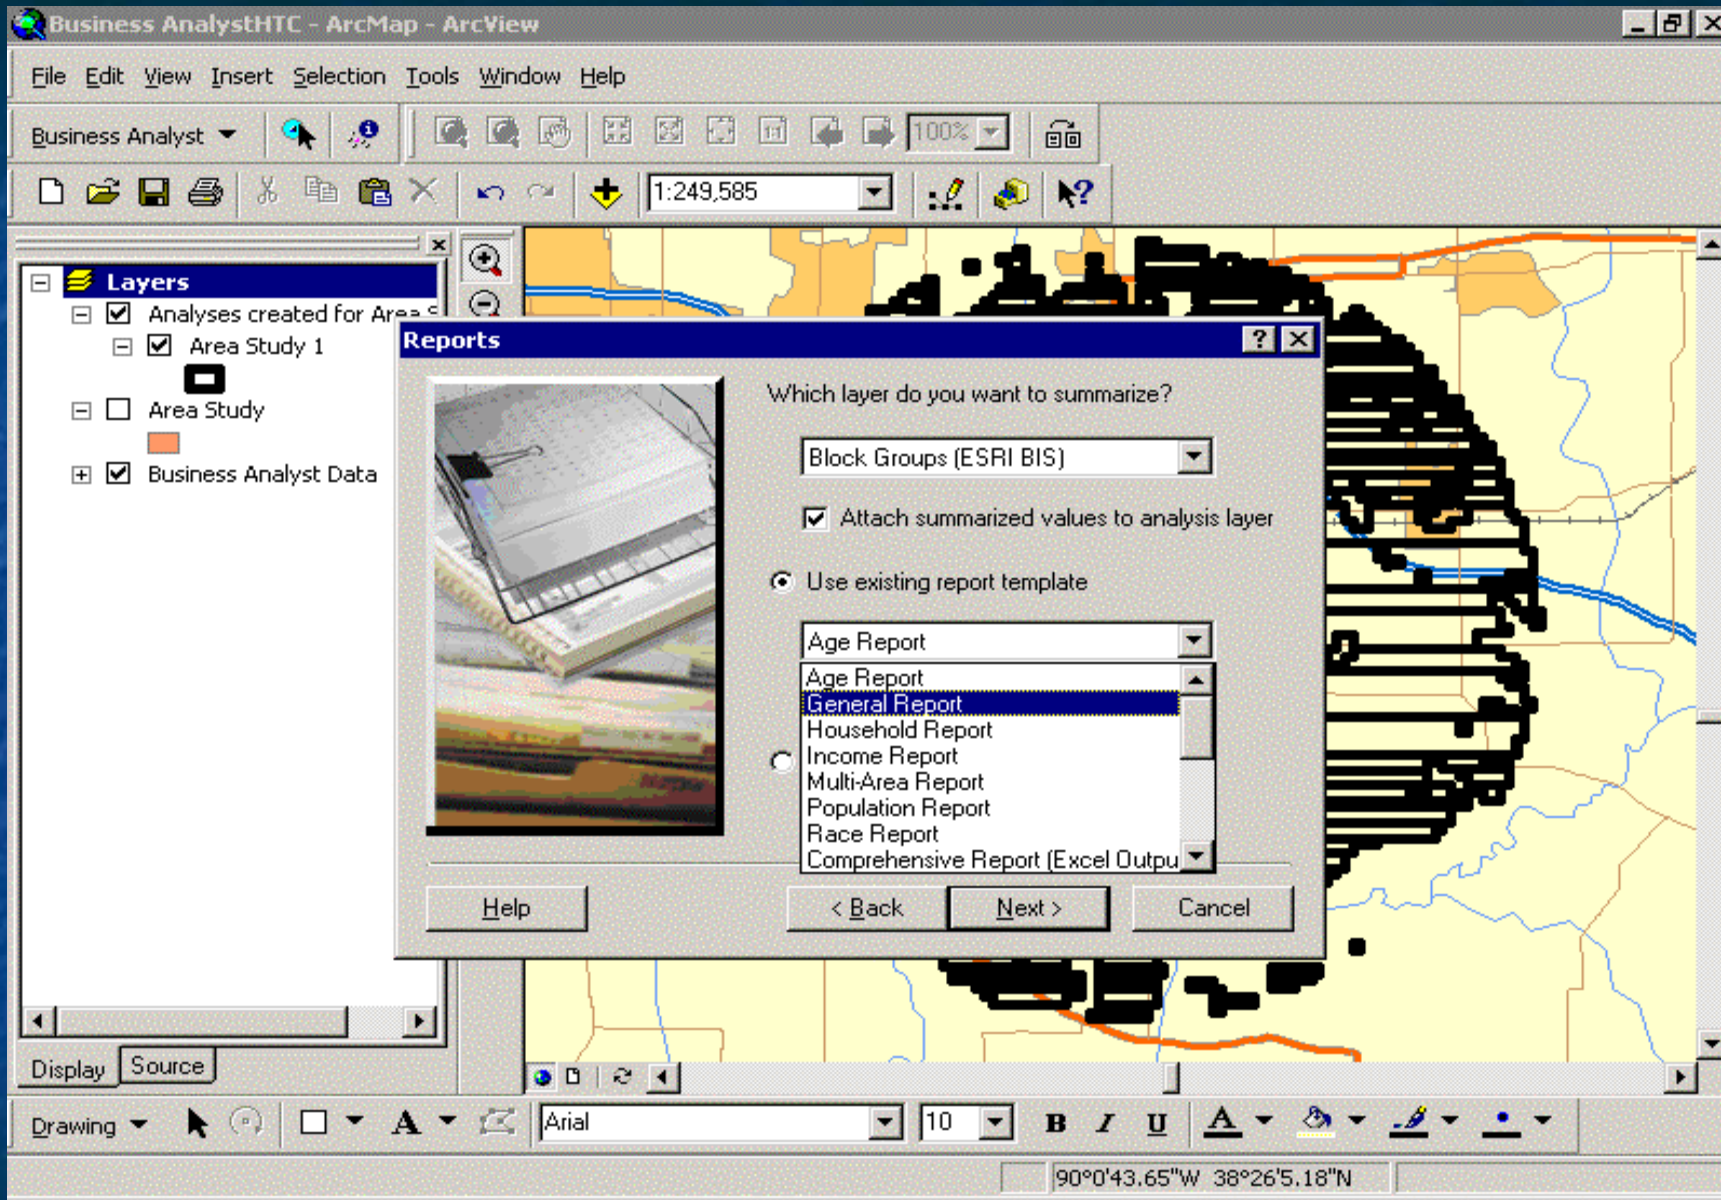 Business AnalystHTC - ArcMap - ArcView
File Edit View Insert Selection Tools Window Help
Business Analyst
1:1 100%
1:249,585
Layers
Analyses created for Area S
Area Study 1
Area Study
Business Analyst Data
Display Source
Reports
Which layer do you want to summarize?
Block Groups (ESRI BIS)
Attach summarized values to analysis layer
Use existing report template
Age Report
Age Report
General Report
Household Report
Income Report
Multi-Area Report
Population Report
Race Report
Comprehensive Report (Excel Outpu
Help < Back Next > Cancel
Drawing A Arial 10 B I U A
90°0'43.65"W 38°26'5.18"N